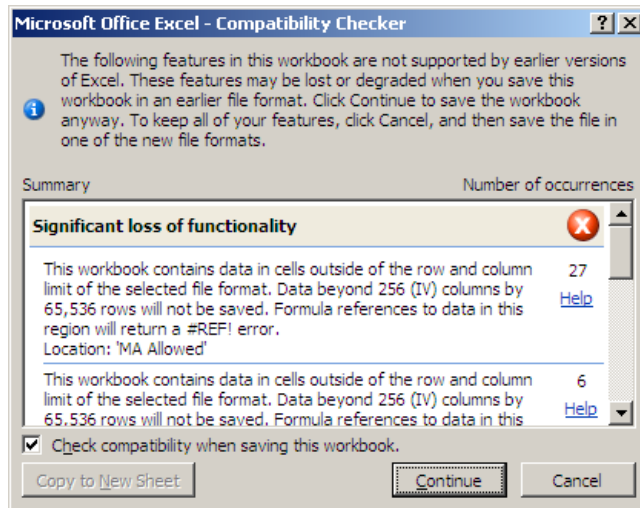 Microsoft Office Excel - Compatibility Checker
The following features in this workbook are not supported by earlier versions
of Excel. These features may be lost or degraded when you save this
workbook in an earlier file format. Click Continue to save the workbook
anyway. To keep all of your features, click Cancel, and then save the file in
one of the new file formats.
Summary Number of occurrences
Significant loss of functionality
This workbook contains data in cells outside of the row and column 27
limit of the selected file format. Data beyond 256 (IV) columns by Help
65,536 rows will not be saved. Formula references to data in this
region will return a #REF! error.
Location: 'MA Allowed'
This workbook contains data in cells outside of the row and column 6
limit of the selected file format. Data beyond 256 (IV) columns by Help
65,536 rows will not be saved. Formula references to data in this
Check compatibility when saving this workbook.
Copy to New Sheet Continue Cancel